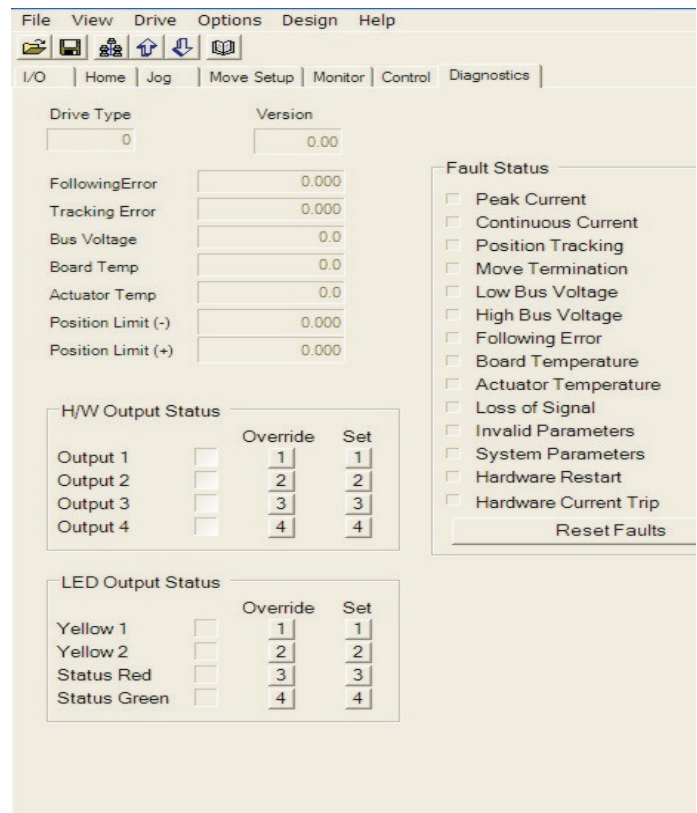 File View Drive Options Design Help
I/O Home Jog Move Setup Monitor Control Diagnostics
Drive Type Version
0 0.00
FollowingError 0.000
Tracking Error 0.000
Bus Voltage 0.0
Board Temp 0.0
Actuator Temp 0.0
Position Limit (-) 0.000
Position Limit (+) 0.000
H/W Output Status
Override Set
Output 1 1 1
Output 2 2 2
Output 3 3 3
Output 4 4 4
LED Output Status
Override Set
Yellow 1 1 1
Yellow 2 2 2
Status Red 3 3
Status Green 4 4
Fault Status
Peak Current
Continuous Current
Position Tracking
Move Termination
Low Bus Voltage
High Bus Voltage
Following Error
Board Temperature
Actuator Temperature
Loss of Signal
Invalid Parameters
System Parameters
Hardware Restart
Hardware Current Trip
Reset Faults